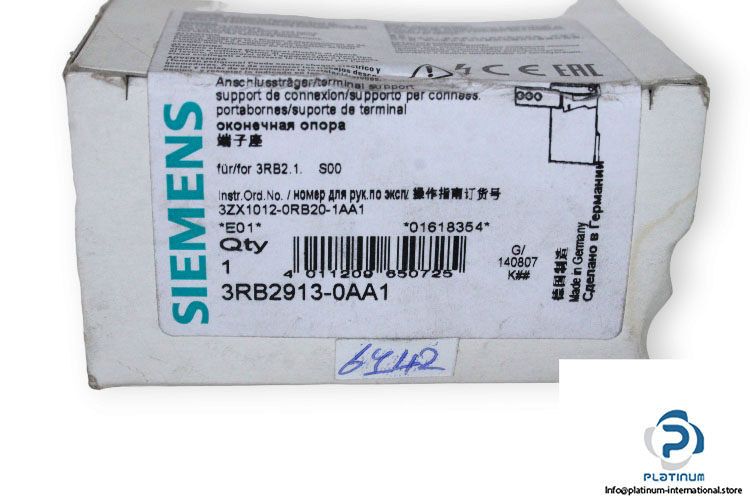 CE EAC
Anschlussträger/terminal support
support de connexion/supporto per conness.
portabornes/suporte de terminal
оконечная опора
端子座
für/for 3RB2.1. S00
Instr.Ord.No. / номер для рук.по эксп/ 操作指南订货号
3ZX1012-0RB20-1AA1
*E01* *01618354*
Qty
1
4 011209 650725
3RB2913-0AA1
G/
140807
K##
德国制造
Made in Germany
Сделано в Германии
SIEMENS
6442
PLATINUM
Info@platinum-international.store